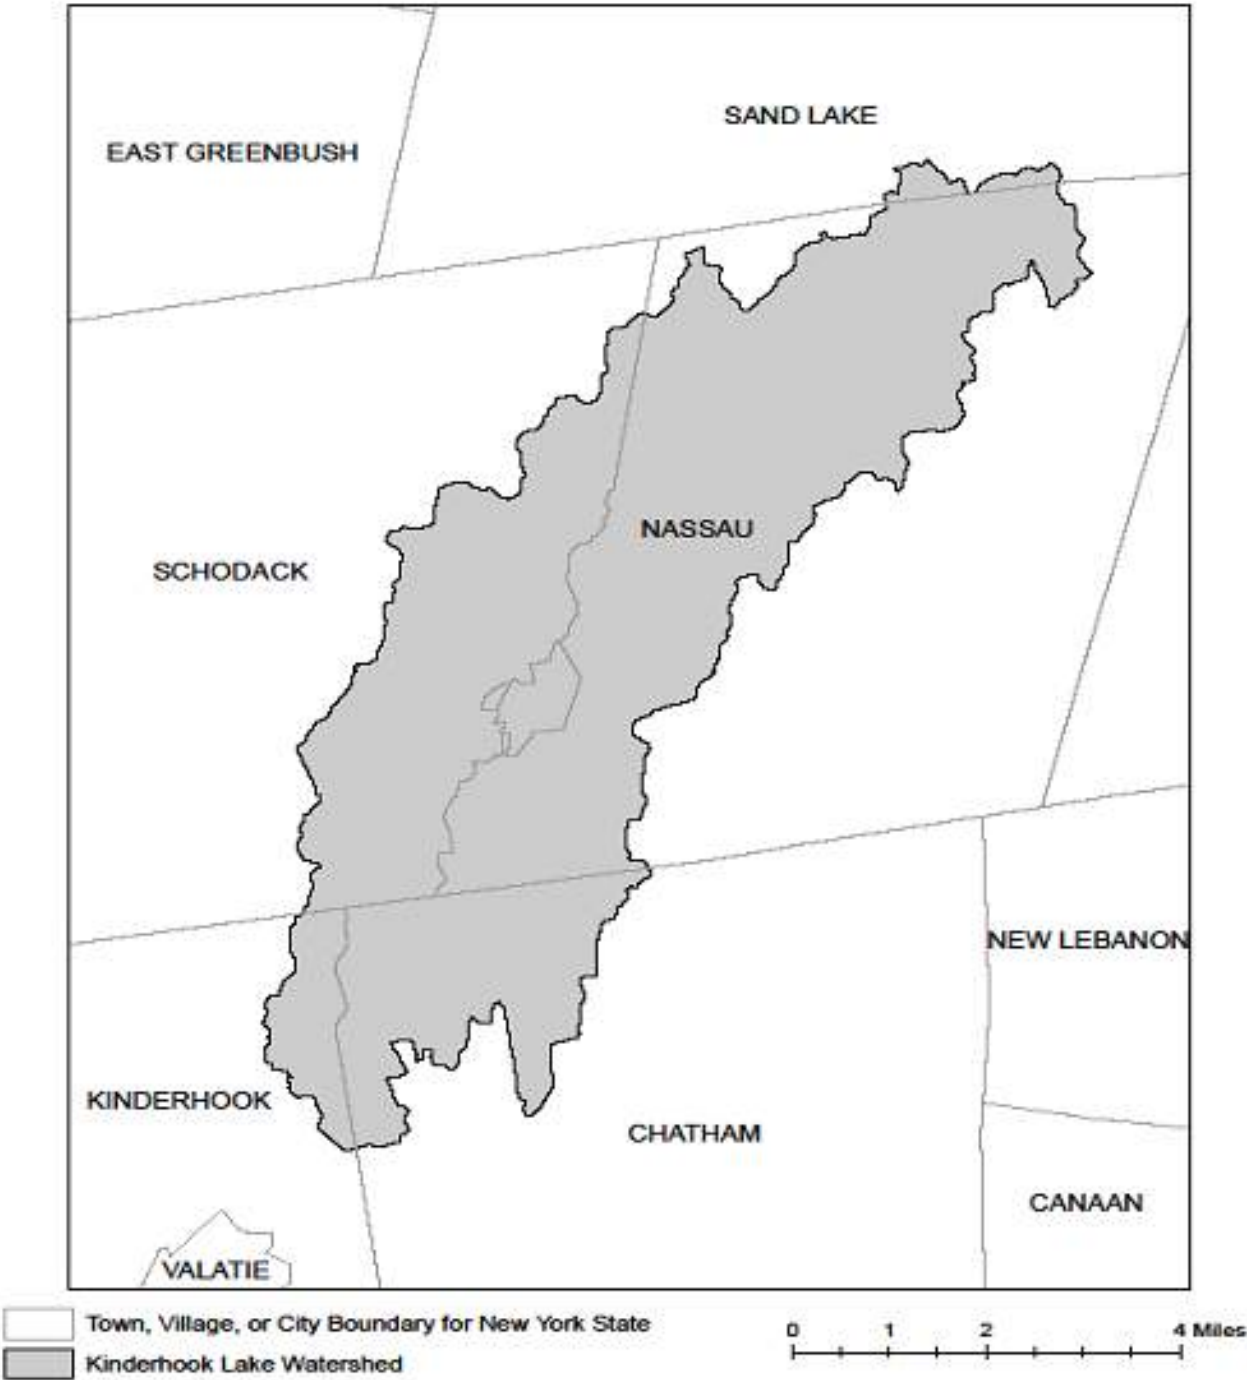 SAND LAKE
EAST GREENBUSH
NASSAU
SCHODACK
NEW LEBANON
KINDERHOOK
CHATHAM
CANAAN
VALATIE
Town, Village, or City Boundary for New York State
Kinderhook Lake Watershed
0 1 2 4 Miles